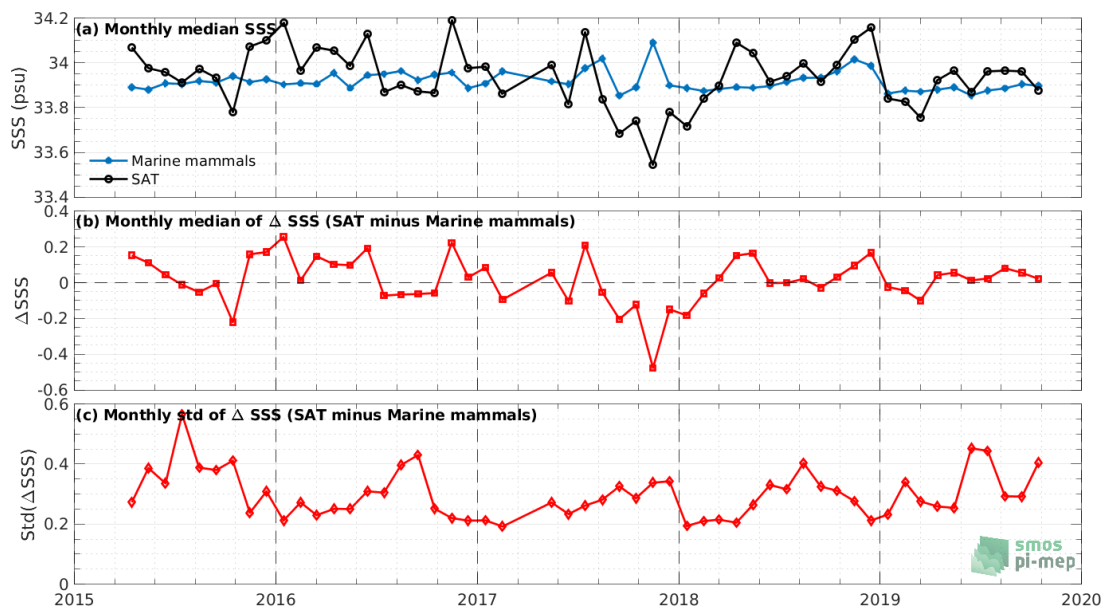 (a) Monthly median SSS
34.2
34
33.8
33.6
33.4
SSS (psu)
Marine mammals
SAT
(b) Monthly median of Δ SSS (SAT minus Marine mammals)
0.4
0.2
0
-0.2
-0.4
-0.6
ΔSSS
(c) Monthly std of Δ SSS (SAT minus Marine mammals)
0.6
0.4
0.2
0
Std(ΔSSS)
smos
pi-mep
2015 2016 2017 2018 2019 2020